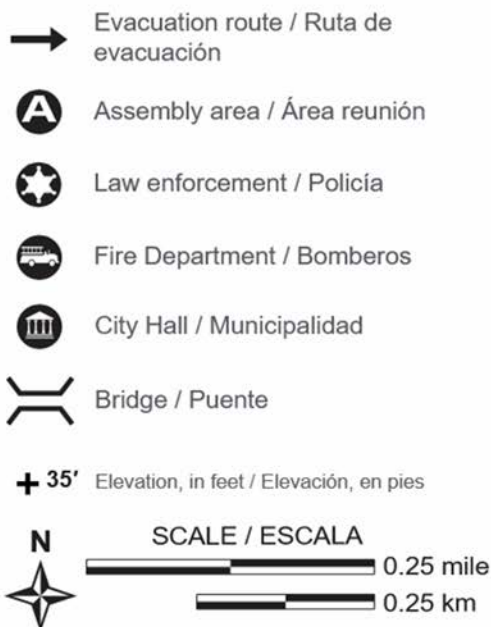 Evacuation route / Ruta de
evacuación
A
Assembly area / Área reunión
Law enforcement / Policía
Fire Department / Bomberos
City Hall / Municipalidad
Bridge / Puente
+ 35' Elevation, in feet / Elevación, en pies
N
SCALE / ESCALA
0.25 mile
0.25 km